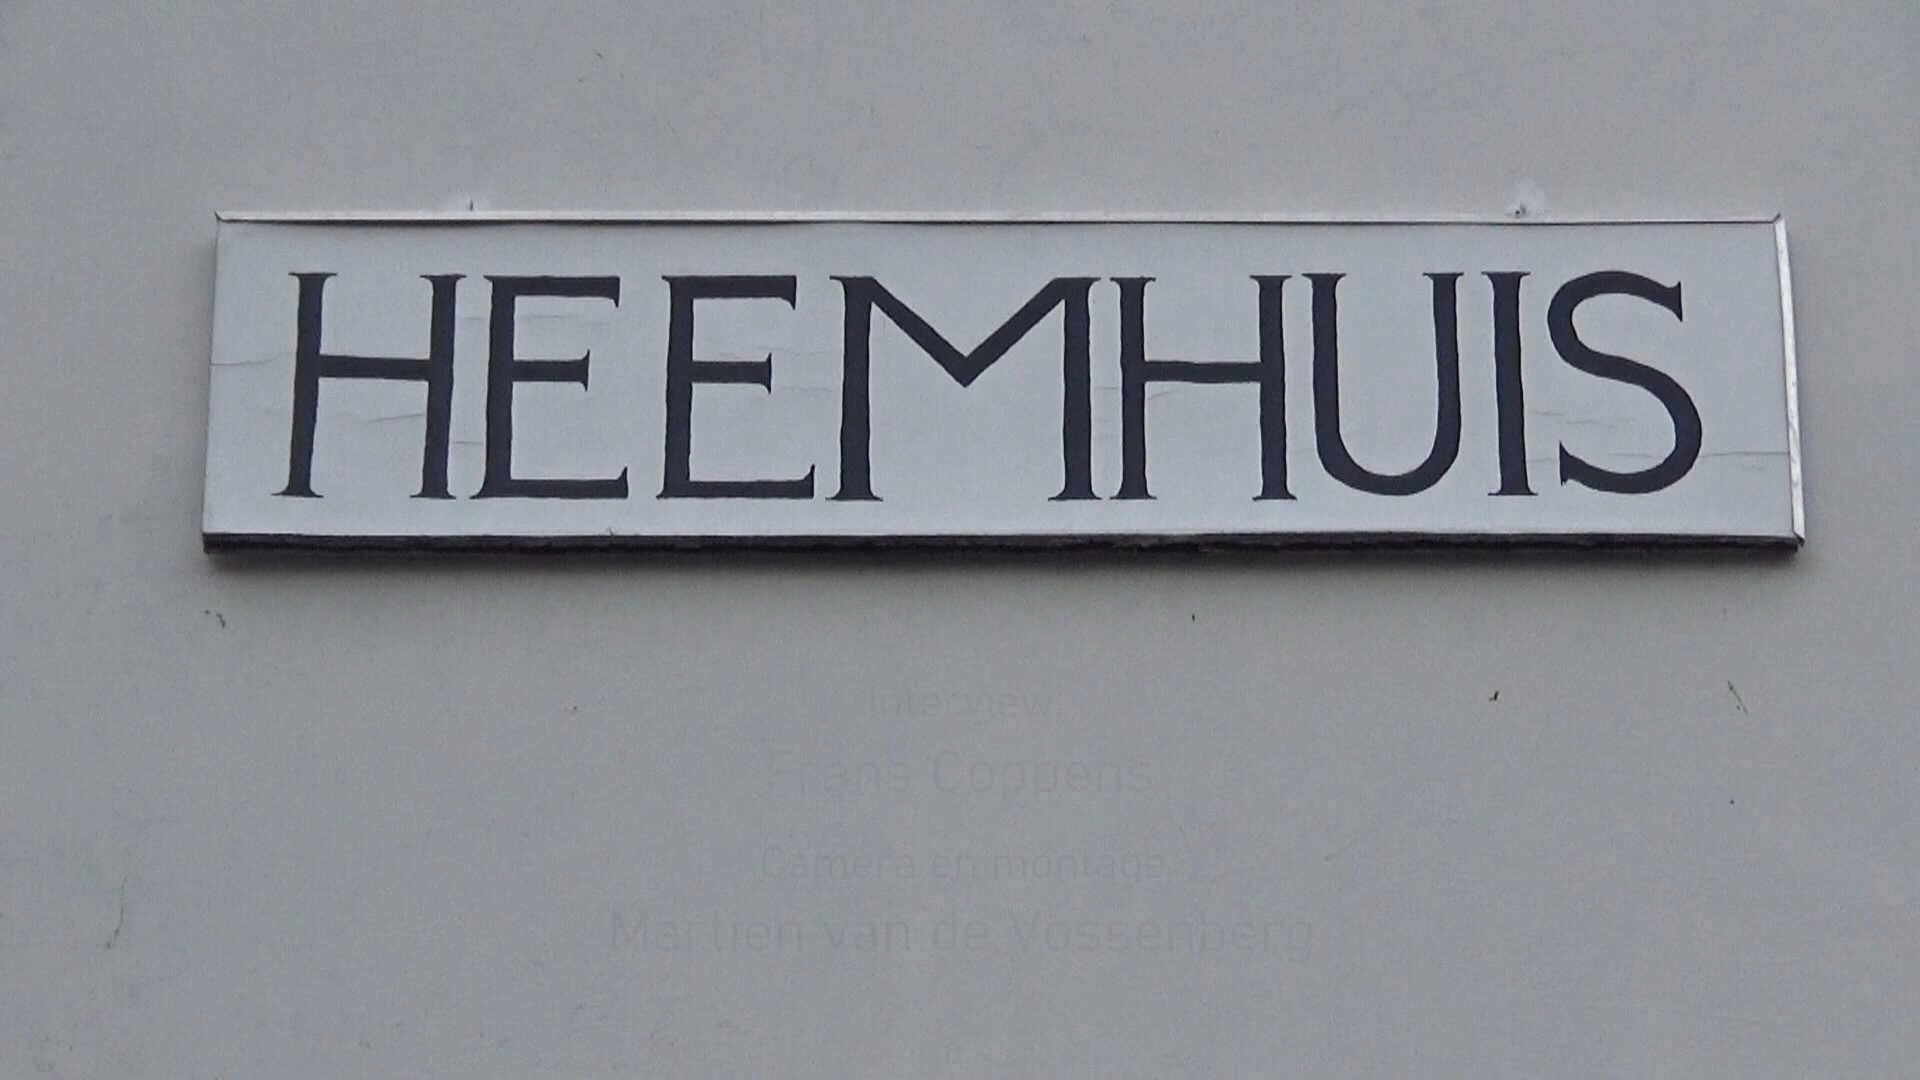 HEEMHUIS
Interview
Frans Coppens
Camera en montage
Martien van de Vossenberg